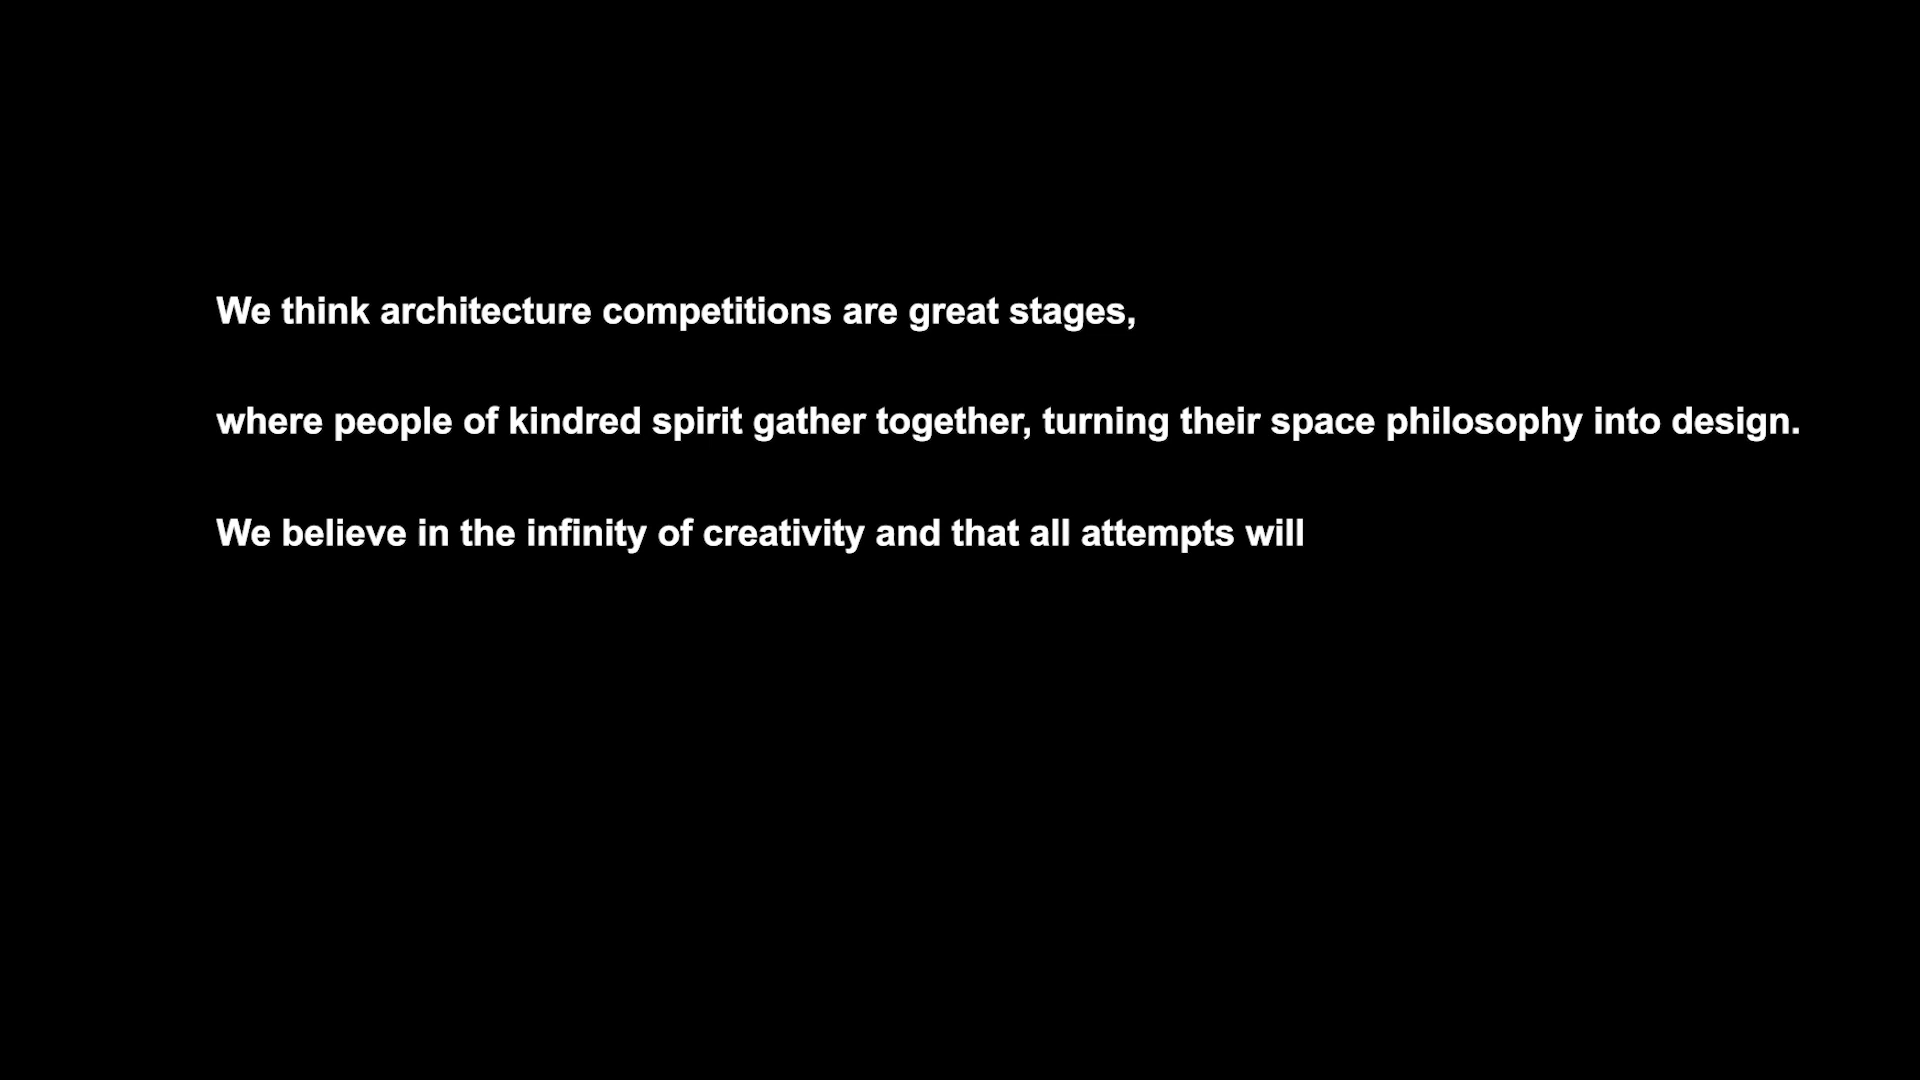 We think architecture competitions are great stages,
where people of kindred spirit gather together, turning their space philosophy into design.
We believe in the infinity of creativity and that all attempts will